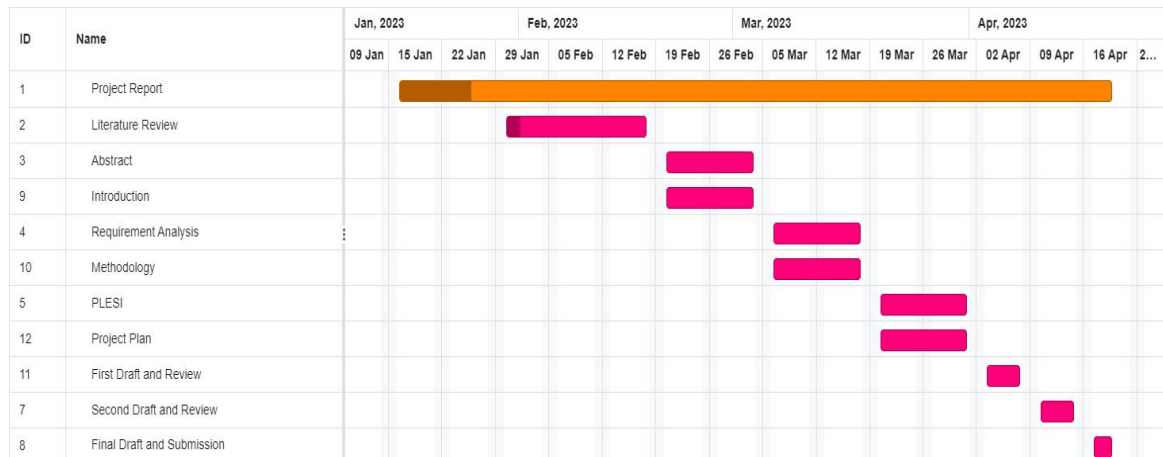 ID Name Jan, 2023 Feb, 2023 Mar, 2023 Apr, 2023
09 Jan 15 Jan 22 Jan 29 Jan 05 Feb 12 Feb 19 Feb 26 Feb 05 Mar 12 Mar 19 Mar 26 Mar 02 Apr 09 Apr 16 Apr 2...
1 Project Report
2 Literature Review
3 Abstract
9 Introduction
4 Requirement Analysis
10 Methodology
5 PLESI
12 Project Plan
11 First Draft and Review
7 Second Draft and Review
8 Final Draft and Submission